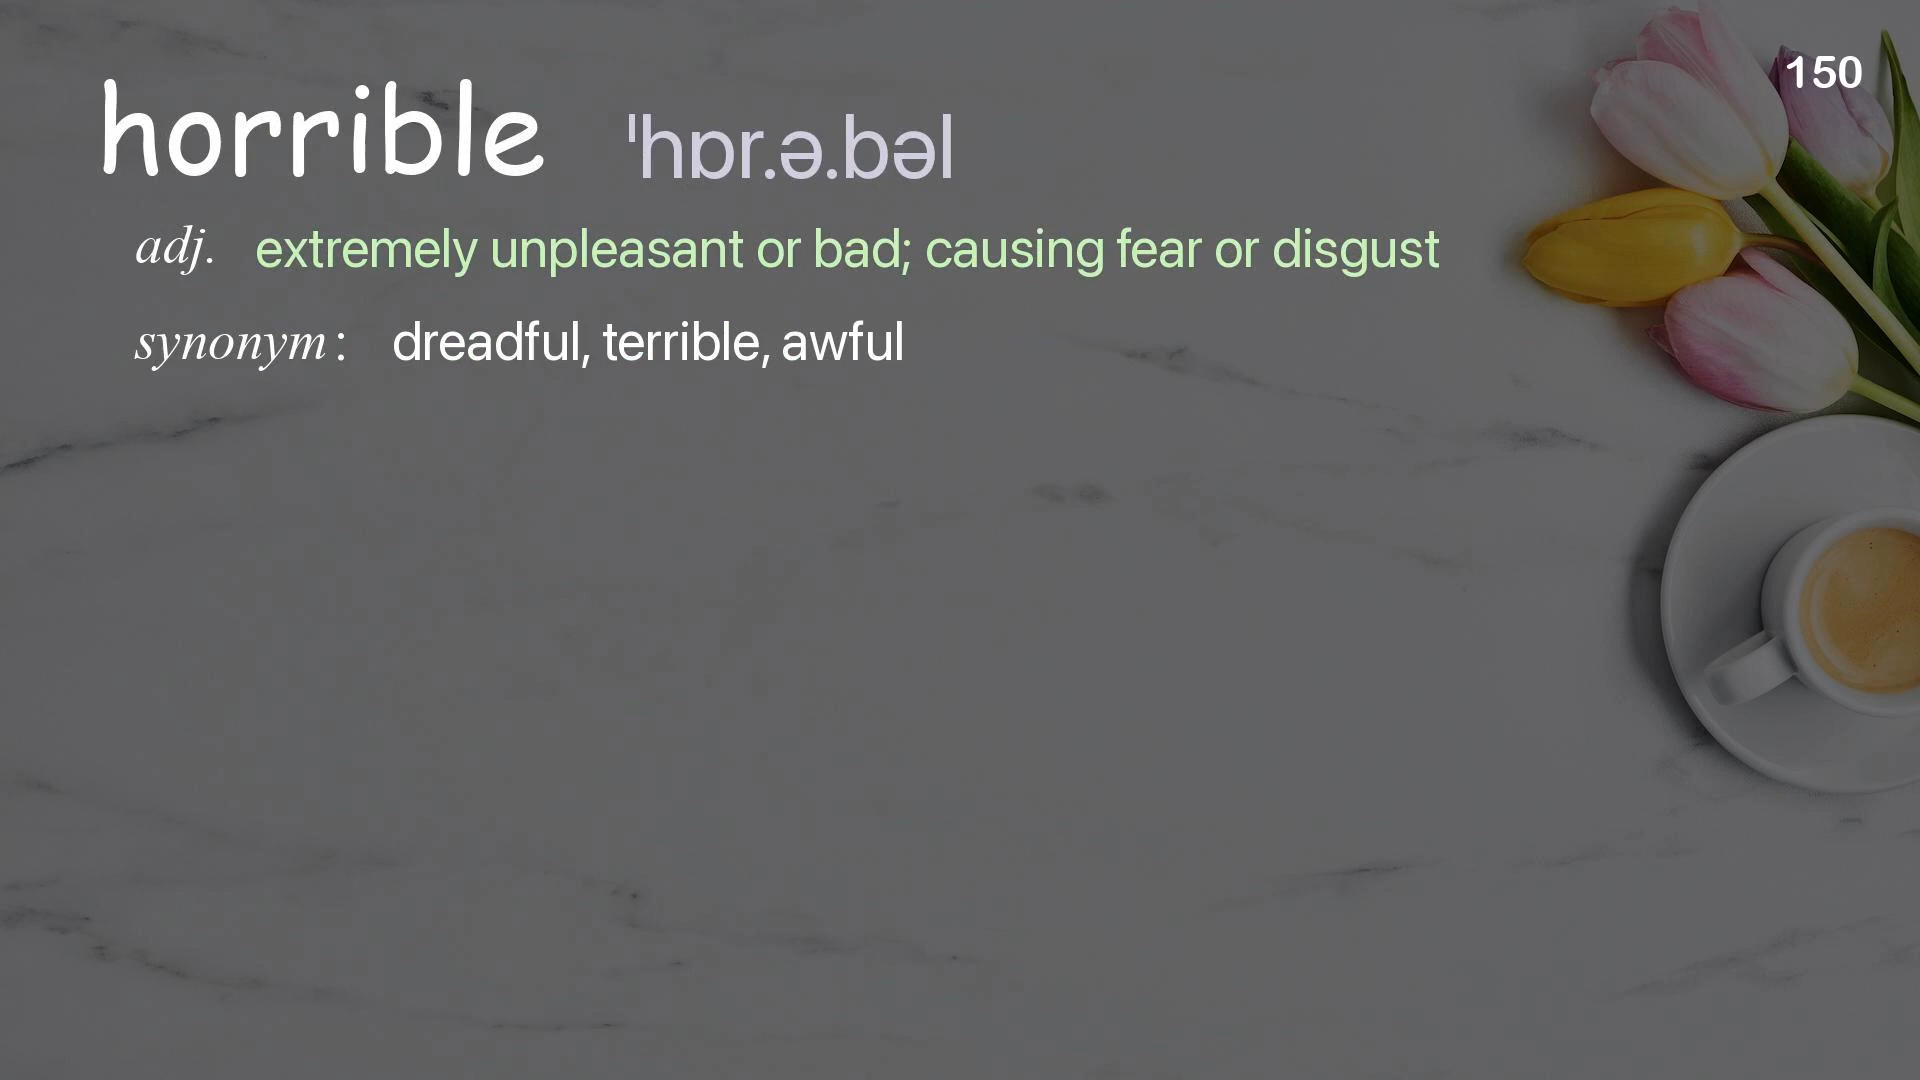 150
horrible ˈhɒr.ə.bəl
adj. extremely unpleasant or bad; causing fear or disgust
synonym: dreadful, terrible, awful